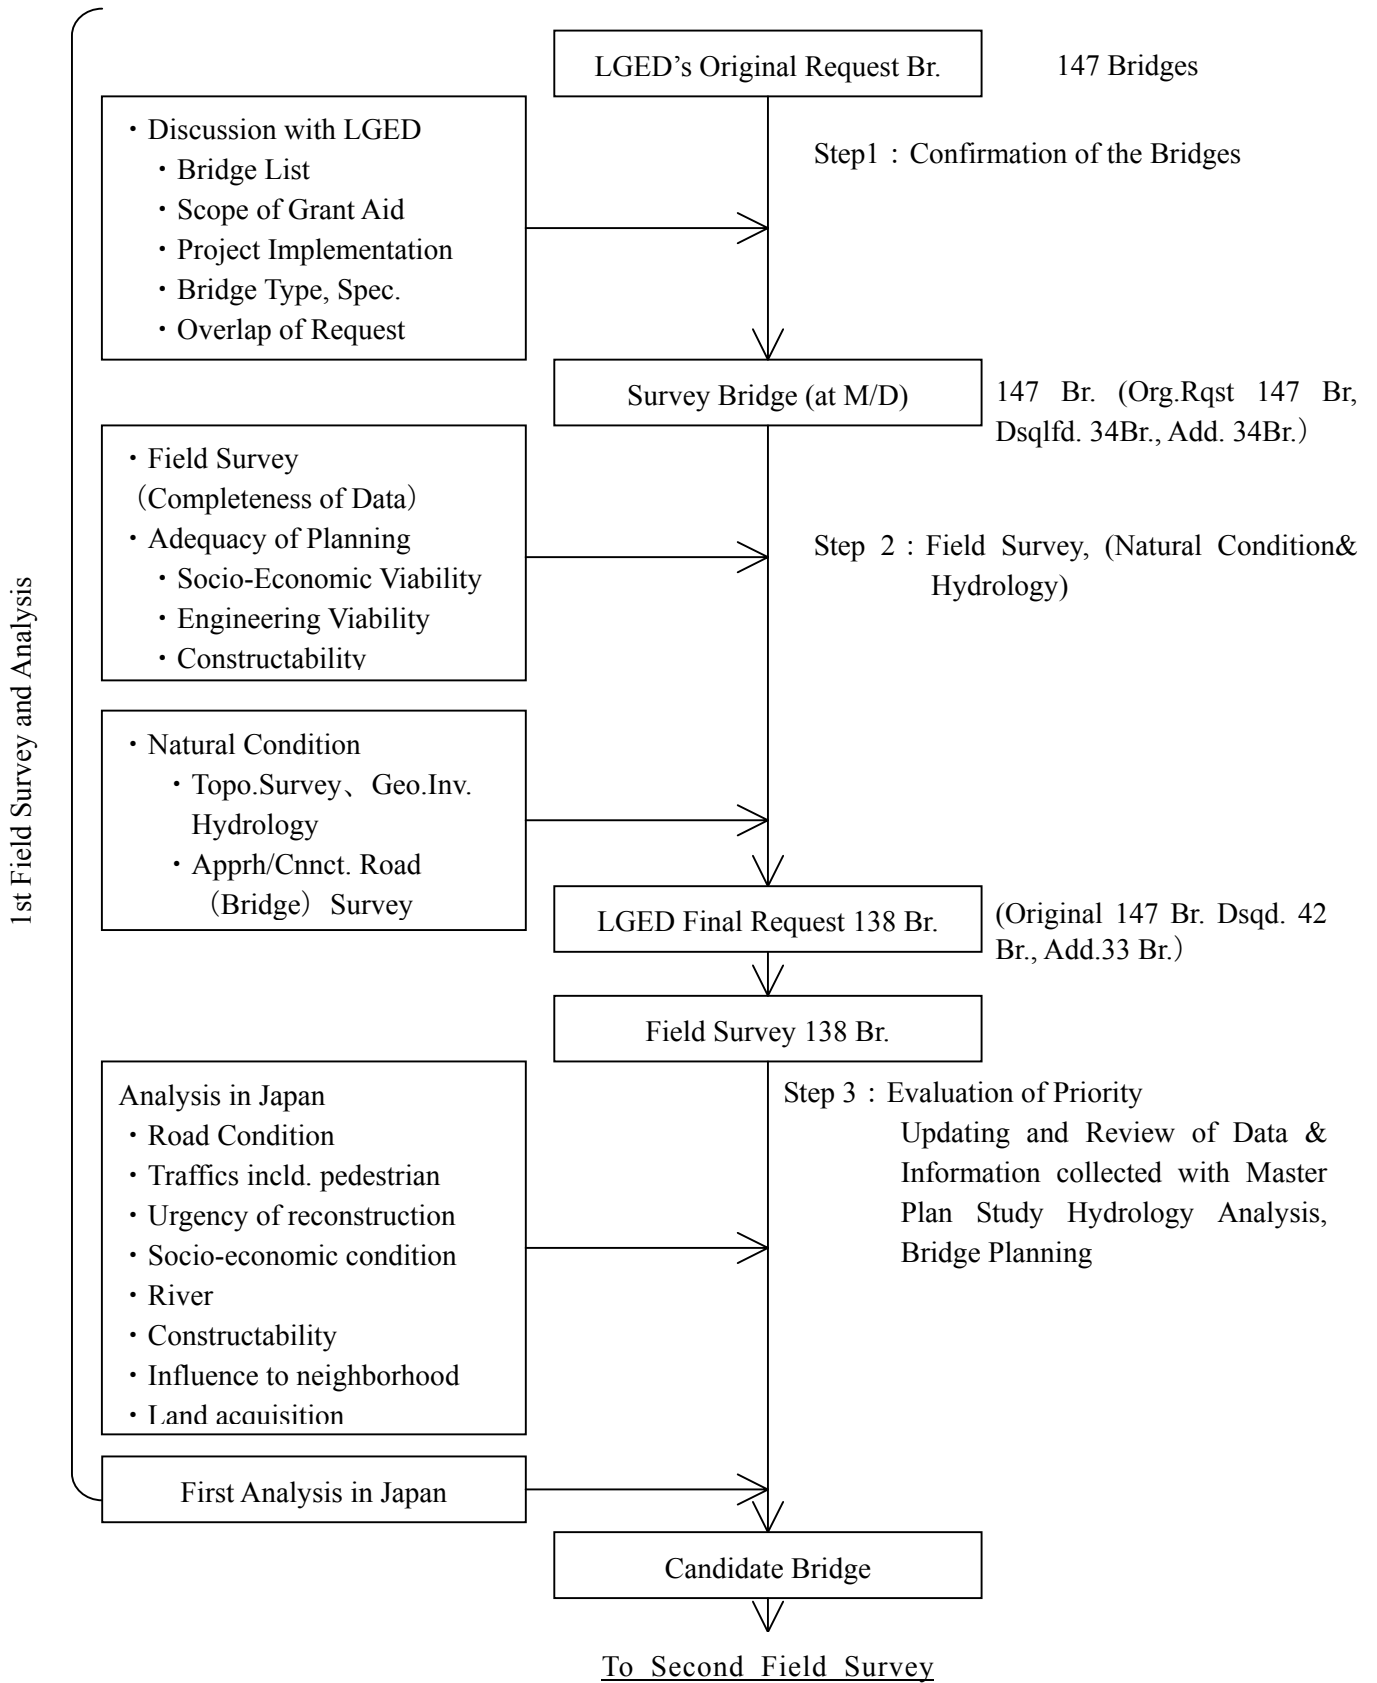 LGED's Original Request Br.
147 Bridges
・Discussion with LGED
・Bridge List
・Scope of Grant Aid
・Project Implementation
・Bridge Type, Spec.
・Overlap of Request
Step1：Confirmation of the Bridges
Survey Bridge (at M/D)
147 Br. (Org.Rqst 147 Br,
Dsqlfd. 34Br., Add. 34Br.）
・Field Survey
（Completeness of Data）
・Adequacy of Planning
・Socio-Economic Viability
・Engineering Viability
・Constructability
Step 2：Field Survey, (Natural Condition&
Hydrology)
1st Field Survey and Analysis
・Natural Condition
・Topo.Survey、Geo.Inv.
Hydrology
・Apprh/Cnnct. Road
（Bridge） Survey
LGED Final Request 138 Br.
(Original 147 Br. Dsqd. 42
Br., Add.33 Br.）
Field Survey 138 Br.
Analysis in Japan
・Road Condition
・Traffics incld. pedestrian
・Urgency of reconstruction
・Socio-economic condition
・River
・Constructability
・Influence to neighborhood
・Land acquisition
Step 3：Evaluation of Priority
Updating and Review of Data &
Information collected with Master
Plan Study Hydrology Analysis,
Bridge Planning
First Analysis in Japan
Candidate Bridge
To Second Field Survey